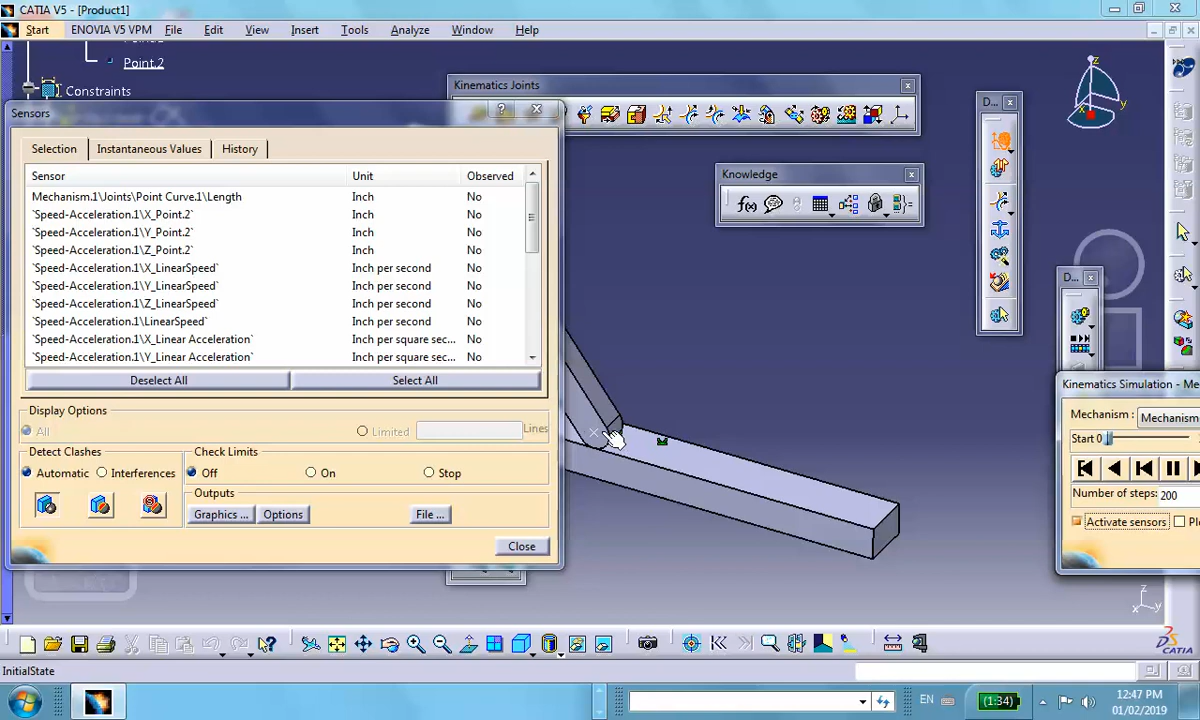 CATIA V5 - [Product1]
Start ENOVIA V5 VPM File Edit View Insert Tools Analyze Window Help
Point.2
Constraints
Kinematics Joints
Sensors
Selection Instantaneous Values History
Sensor Unit Observed
Mechanism.1\Joints\Point Curve.1\Length Inch No
`Speed-Acceleration.1\X_Point.2` Inch No
`Speed-Acceleration.1\Y_Point.2` Inch No
`Speed-Acceleration.1\Z_Point.2` Inch No
`Speed-Acceleration.1\X_LinearSpeed` Inch per second No
`Speed-Acceleration.1\Y_LinearSpeed` Inch per second No
`Speed-Acceleration.1\Z_LinearSpeed` Inch per second No
`Speed-Acceleration.1\LinearSpeed` Inch per second No
`Speed-Acceleration.1\X_Linear Acceleration` Inch per square sec... No
`Speed-Acceleration.1\Y_Linear Acceleration` Inch per square sec... No
Deselect All Select All
Display Options
All Limited Lines
Detect Clashes Check Limits
Automatic Interferences Off On Stop
Outputs
Graphics ... Options File ...
Close
Knowledge
f(x)
D...
z
y
x
D...
Kinematics Simulation - Me
Mechanism : Mechanism
Start 0
Number of steps: 200
Activate sensors Plo
z
x y
CATIA
InitialState
(1:34)
EN
12:47 PM
01/02/2019